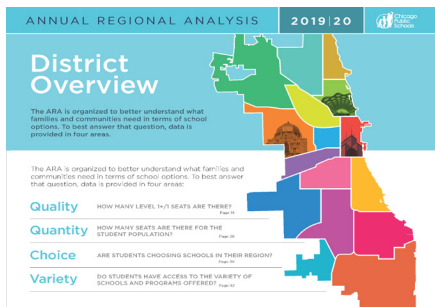 ANNUAL REGIONAL ANALYSIS
2019|20
Chicago
Public
Schools
District
Overview
The ARA is organized to better understand what
families and communities need in terms of school
options. To best answer that question, data is
provided in four areas.
The ARA is organized to better understand what families and
communities need in terms of school options. To best answer
that question, data is provided in four areas:
Quality
HOW MANY LEVEL 1+/1 SEATS ARE THERE?
Page
Quantity
HOW MANY SEATS ARE THERE FOR THE
STUDENT POPULATION?
Page
Choice
ARE STUDENTS CHOOSING SCHOOLS IN THEIR REGION?
Page
Variety
DO STUDENTS HAVE ACCESS TO THE VARIETY OF
SCHOOLS AND PROGRAMS OFFERED?
Page